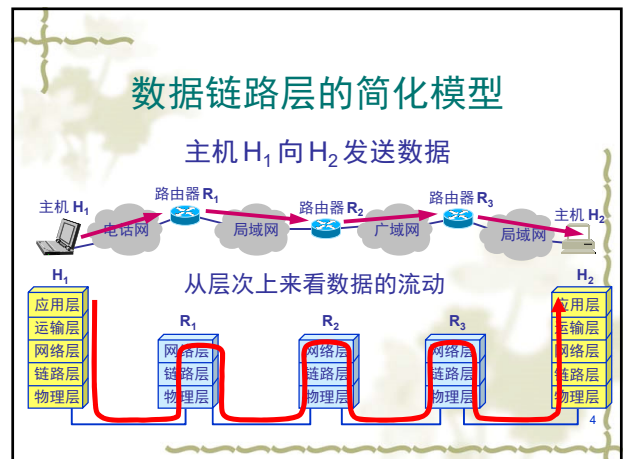 数据链路层的简化模型
主机 H1 向 H2 发送数据
主机 H1
路由器 R1
路由器 R2
路由器 R3
主机 H2
电话网
局域网
广域网
局域网
从层次上来看数据的流动
H1
应用层
运输层
网络层
链路层
物理层
R1
网络层
链路层
物理层
R2
网络层
链路层
物理层
R3
网络层
链路层
物理层
H2
应用层
运输层
网络层
链路层
物理层
4